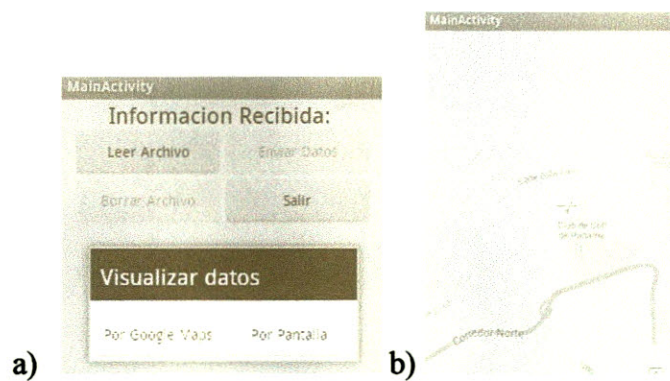 MainActivity
Informacion Recibida:
Leer Archivo
Enviar Datos
Borrar Archivo
Salir
Visualizar datos
Por Google Maps
Por Pantalla
a)
MainActivity
Corredor Norte
b)